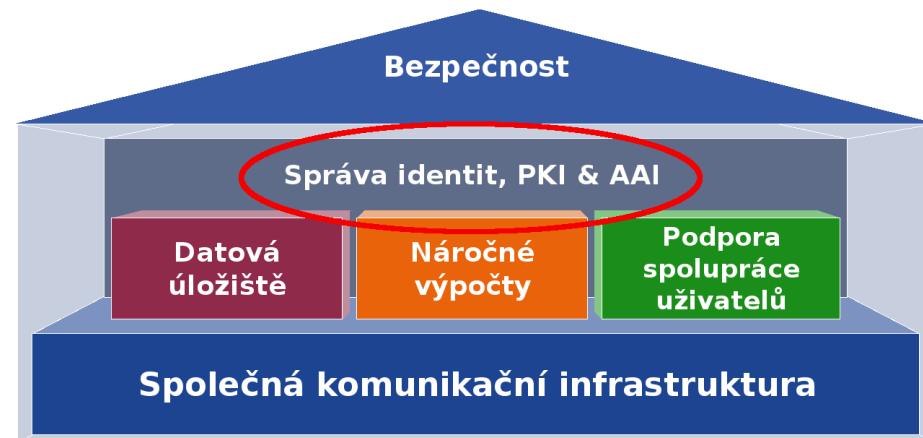 Bezpečnost
Správa identit, PKI & AAI
Datová
úložiště
Náročné
výpočty
Podpora
spolupráce
uživatelů
Společná komunikační infrastruktura